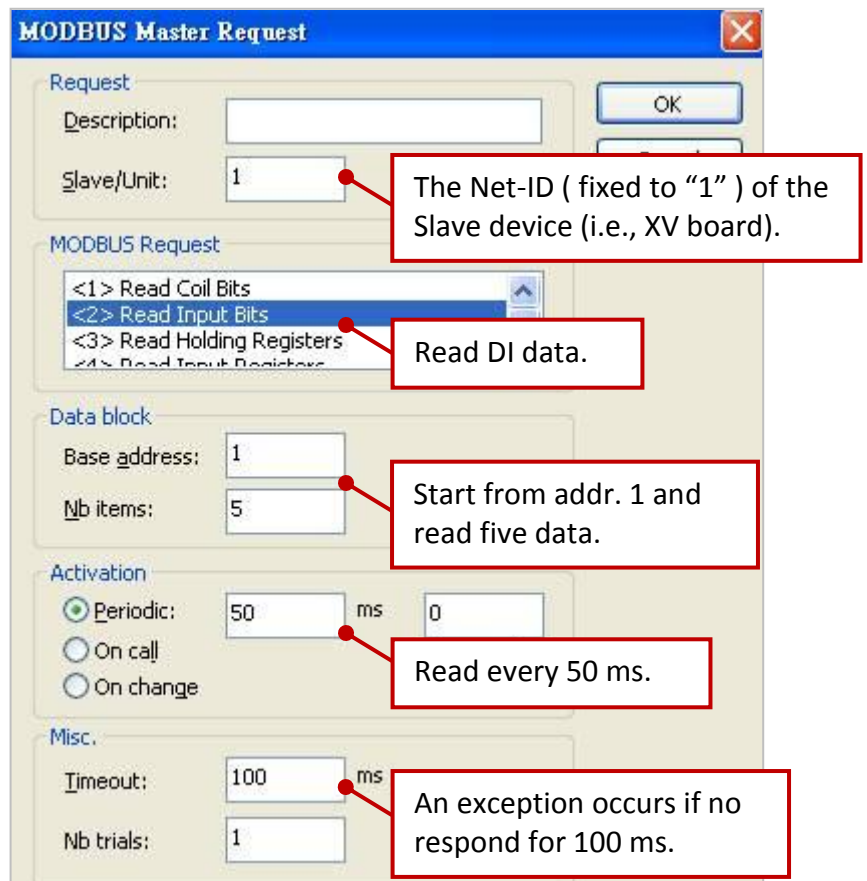 MODBUS Master Request
Request
Description:
OK
Slave/Unit:
1
The Net-ID ( fixed to “1” ) of the
Slave device (i.e., XV board).
MODBUS Request
<1> Read Coil Bits
<2> Read Input Bits
<3> Read Holding Registers
<4> Read Input Registers
Read DI data.
Data block
Base address:
1
Nb items:
5
Start from addr. 1 and
read five data.
Activation
Periodic:
50
ms
0
On call
On change
Read every 50 ms.
Misc.
Timeout:
100
ms
Nb trials:
1
An exception occurs if no
respond for 100 ms.